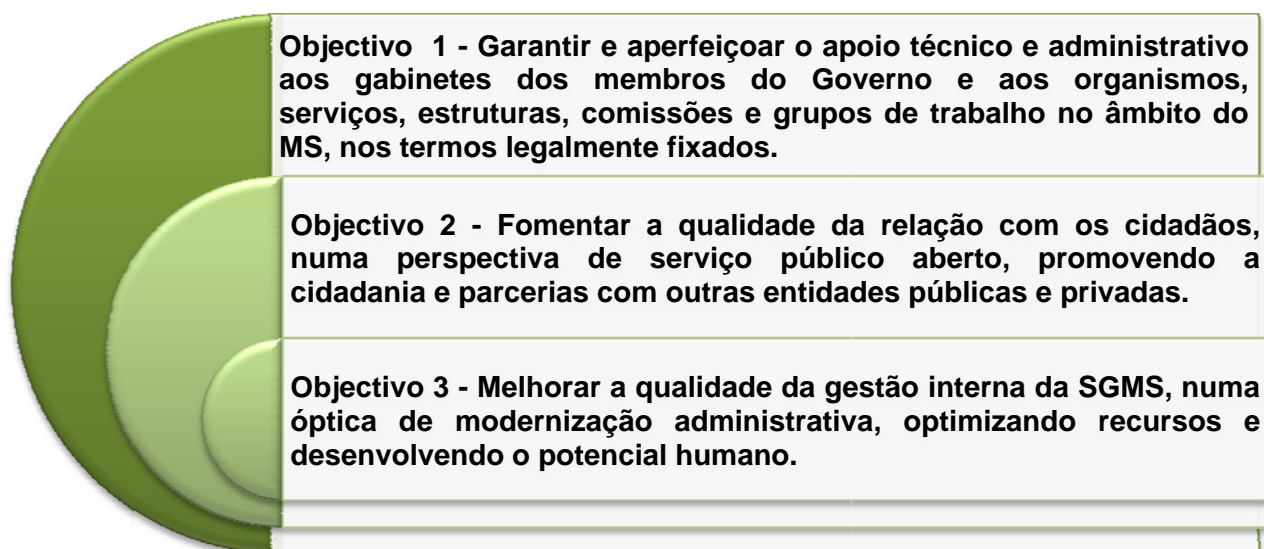 Objectivo 1 - Garantir e aperfeiçoar o apoio técnico e administrativo
aos gabinetes dos membros do Governo e aos organismos,
serviços, estruturas, comissões e grupos de trabalho no âmbito do
MS, nos termos legalmente fixados.
Objectivo 2 - Fomentar a qualidade da relação com os cidadãos,
numa perspectiva de serviço público aberto, promovendo a
cidadania e parcerias com outras entidades públicas e privadas.
Objectivo 3 - Melhorar a qualidade da gestão interna da SGMS, numa
óptica de modernização administrativa, optimizando recursos e
desenvolvendo o potencial humano.